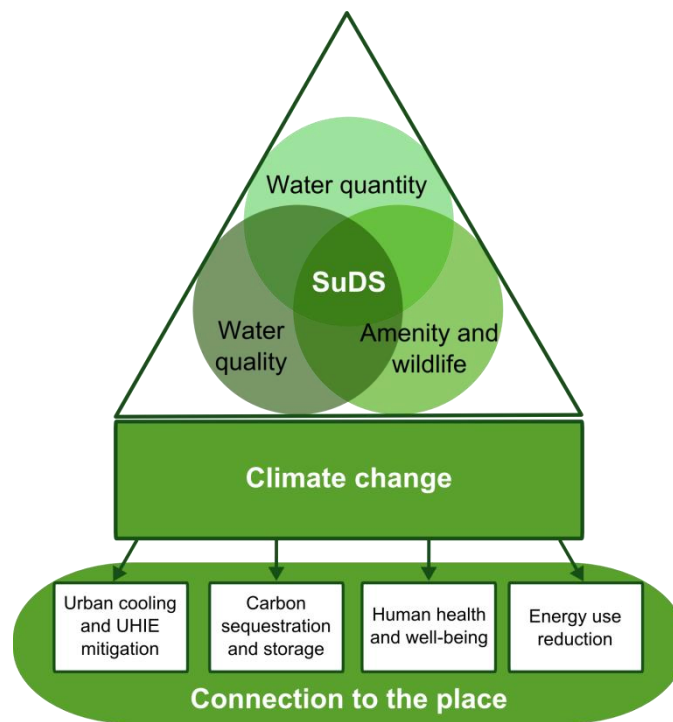 Water quantity
SuDS
Water
quality
Amenity and
wildlife
Climate change
Urban cooling
and UHIE
mitigation
Carbon
sequestration
and storage
Human health
and well-being
Energy use
reduction
Connection to the place